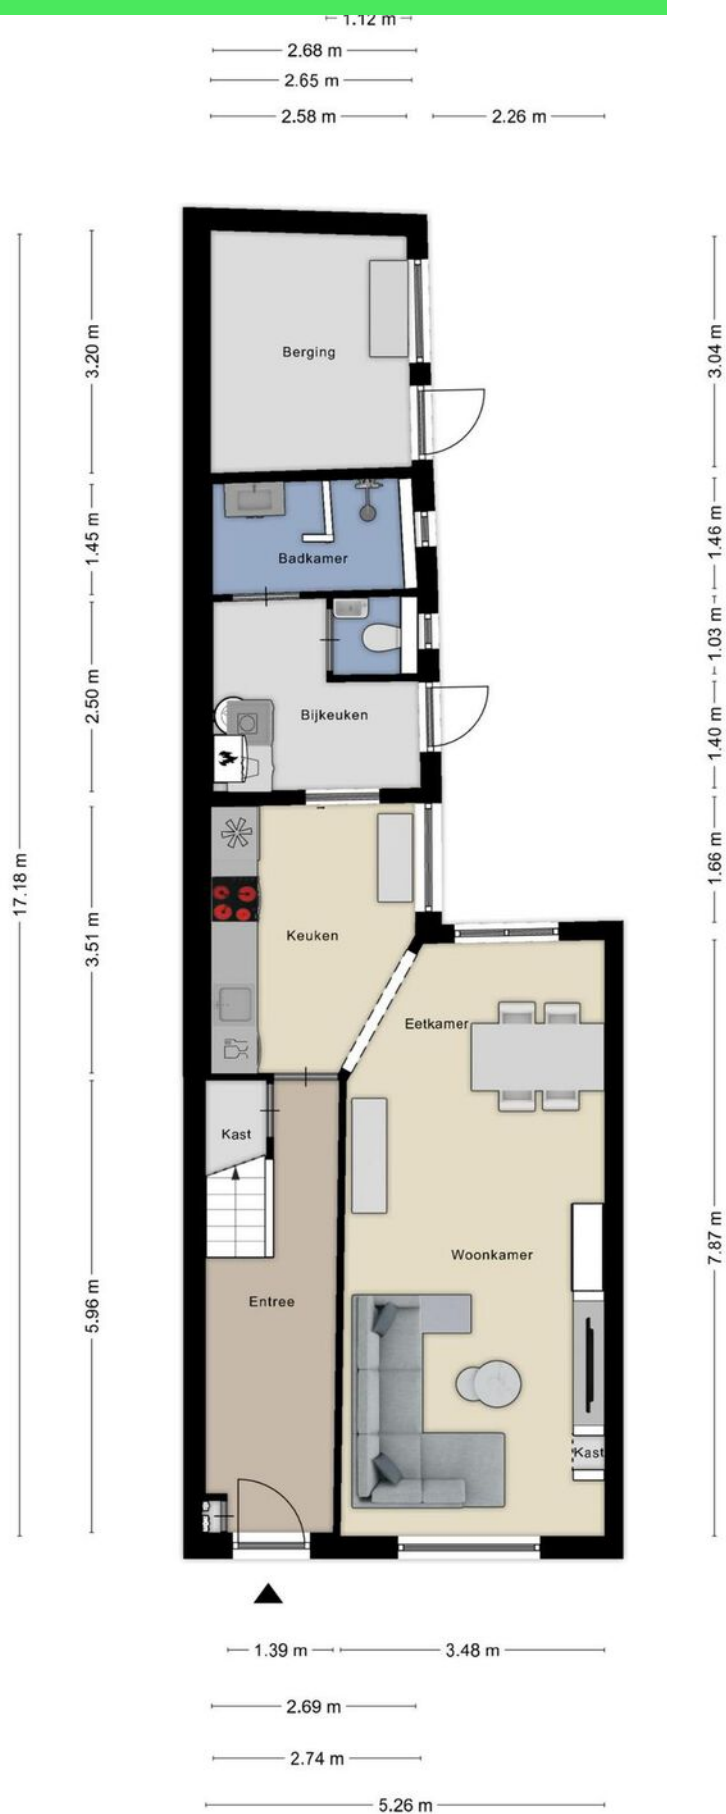 1.12 m
2.68 m
2.65 m
2.58 m
2.26 m
3.20 m
3.04 m
Berging
1.45 m
1.46 m
Badkamer
1.03 m
2.50 m
Bijkeuken
1.40 m
17.18 m
1.66 m
3.51 m
Keuken
Eetkamer
Kast
7.87 m
Woonkamer
5.96 m
Entree
Kast
1.39 m
3.48 m
2.69 m
2.74 m
5.26 m